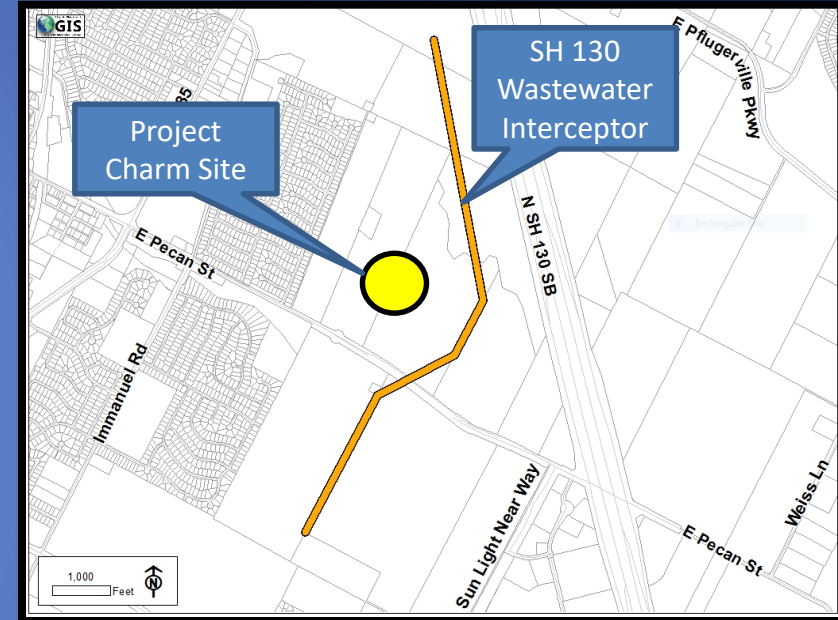 GIS
SH 130
Wastewater
Interceptor
E Pflugerville Pkwy
85
Project
Charm Site
N SH 130 SB
E Pecan St
Immanuel Rd
Sun Light Near Way
Weiss Ln
E Pecan St
1,000
Feet
N